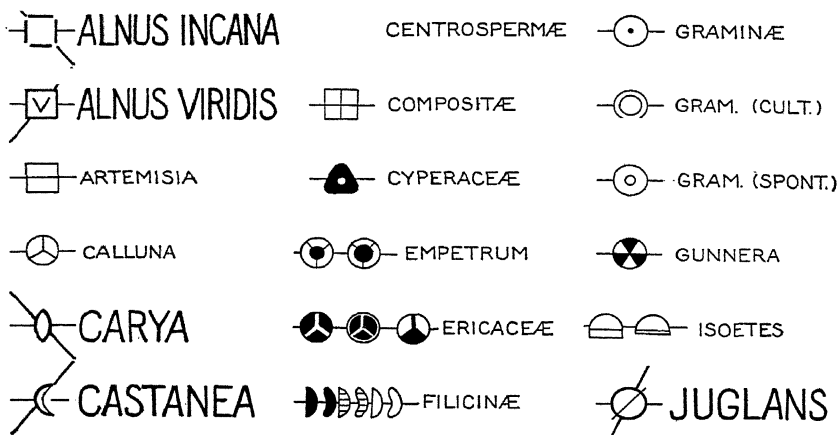 ALNUS INCANA
ALNUS VIRIDIS
ARTEMISIA
CALLUNA
CARYA
CASTANEA
CENTROSPERMÆ
COMPOSITÆ
CYPERACEÆ
EMPETRUM
ERICACEÆ
FILICINÆ
GRAMINÆ
GRAM. (CULT.)
GRAM. (SPONT.)
GUNNERA
ISOETES
JUGLANS